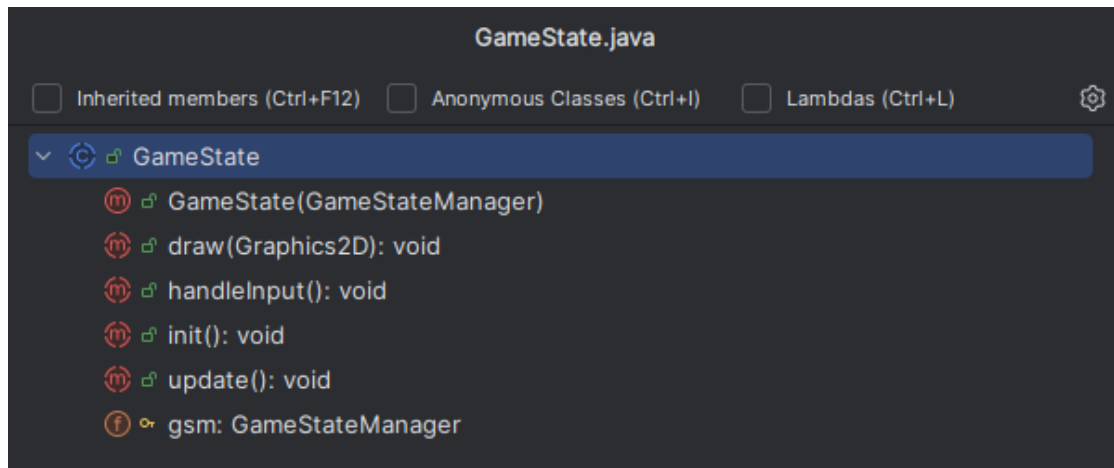 GameState.java
Inherited members (Ctrl+F12) Anonymous Classes (Ctrl+I) Lambdas (Ctrl+L)
GameState
GameState(GameStateManager)
draw(Graphics2D): void
handleInput(): void
init(): void
update(): void
gsm: GameStateManager